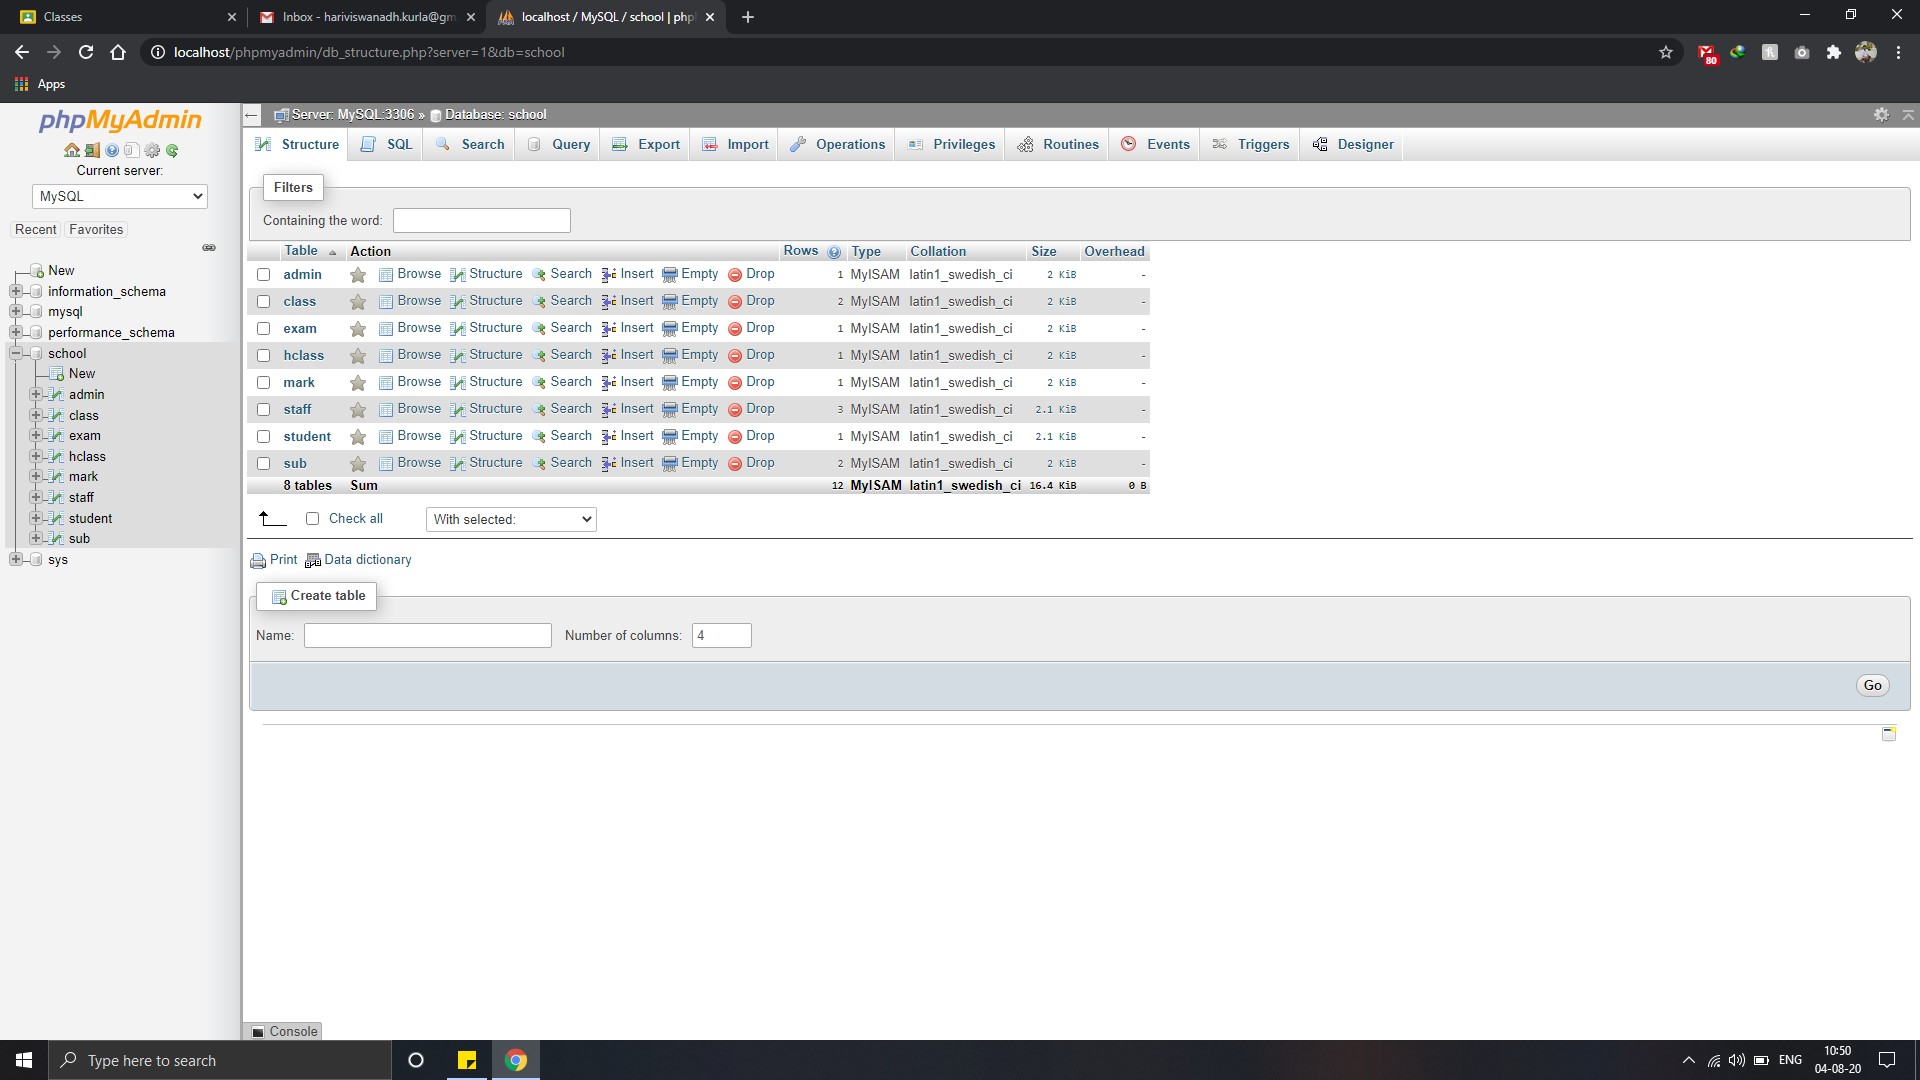 Classes
Inbox - hariviswanadh.kurla@gm
localhost / MySQL / school | php
localhost/phpmyadmin/db_structure.php?server=1&db=school
80
Apps
phpMyAdmin
Current server:
MySQL
Recent Favorites
New
information_schema
mysql
performance_schema
school
New
admin
class
exam
hclass
mark
staff
student
sub
sys
Server: MySQL:3306 » Database: school
Structure SQL Search Query Export Import Operations Privileges Routines Events Triggers Designer
Filters
Containing the word:
Table Action Rows Type Collation Size Overhead
admin Browse Structure Search Insert Empty Drop 1 MyISAM latin1_swedish_ci 2 KiB -
class Browse Structure Search Insert Empty Drop 2 MyISAM latin1_swedish_ci 2 KiB -
exam Browse Structure Search Insert Empty Drop 1 MyISAM latin1_swedish_ci 2 KiB -
hclass Browse Structure Search Insert Empty Drop 1 MyISAM latin1_swedish_ci 2 KiB -
mark Browse Structure Search Insert Empty Drop 1 MyISAM latin1_swedish_ci 2 KiB -
staff Browse Structure Search Insert Empty Drop 3 MyISAM latin1_swedish_ci 2.1 KiB -
student Browse Structure Search Insert Empty Drop 1 MyISAM latin1_swedish_ci 2.1 KiB -
sub Browse Structure Search Insert Empty Drop 2 MyISAM latin1_swedish_ci 2 KiB -
8 tables Sum 12 MyISAM latin1_swedish_ci 16.4 KiB 0 B
Check all With selected:
Print Data dictionary
Create table
Name: Number of columns: 4
Go
Console
Type here to search
ENG
10:50
04-08-20